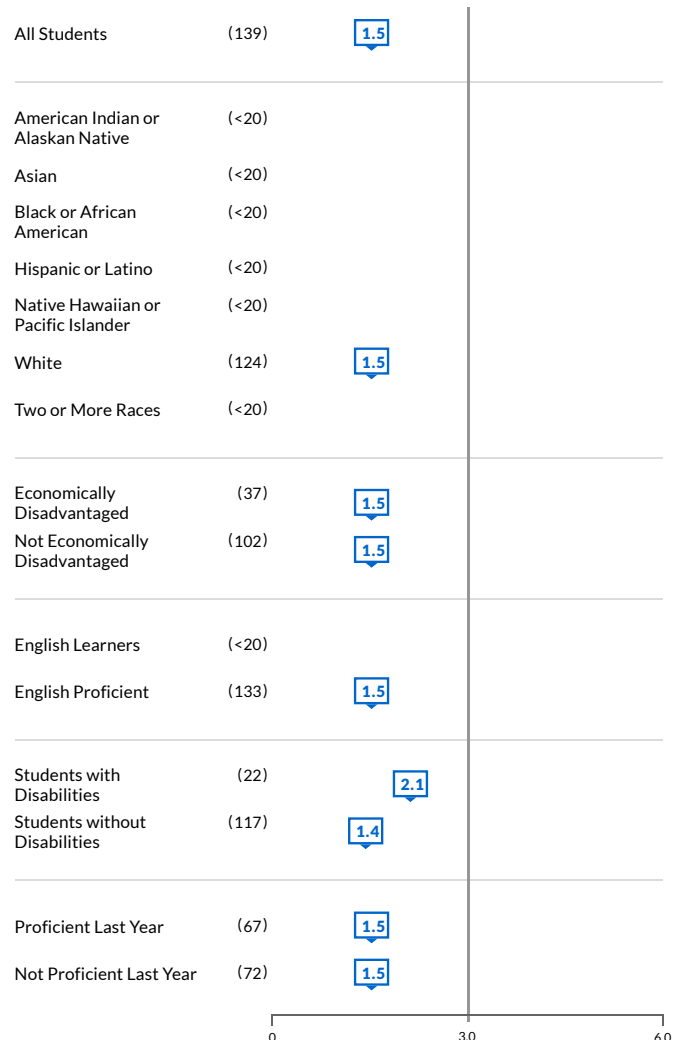 All Students (139) 1.5
American Indian or (<20)
Alaskan Native
Asian (<20)
Black or African (<20)
American
Hispanic or Latino (<20)
Native Hawaiian or (<20)
Pacific Islander
White (124) 1.5
Two or More Races (<20)
Economically (37) 1.5
Disadvantaged
Not Economically (102) 1.5
Disadvantaged
English Learners (<20)
English Proficient (133) 1.5
Students with (22) 2.1
Disabilities
Students without (117) 1.4
Disabilities
Proficient Last Year (67) 1.5
Not Proficient Last Year (72) 1.5
0 3.0 6.0